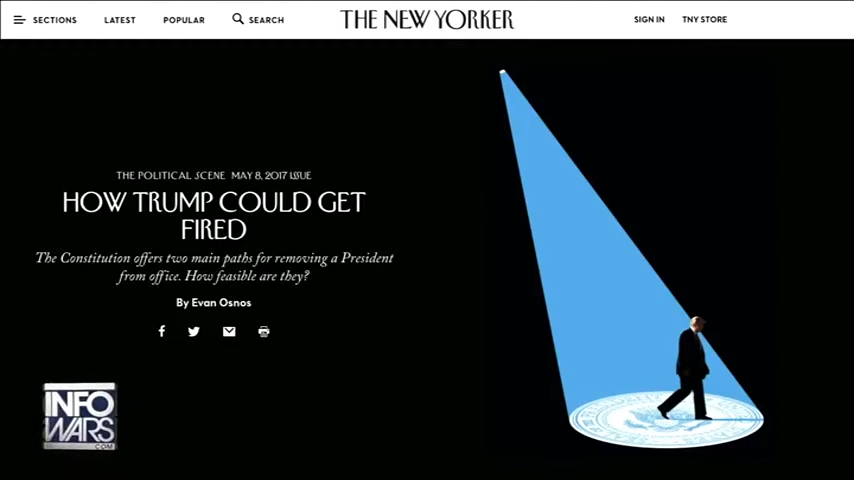 SECTIONS LATEST POPULAR SEARCH THE NEW YORKER SIGN IN TNY STORE
THE POLITICAL SCENE MAY 8, 2017 ISSUE
HOW TRUMP COULD GET
FIRED
The Constitution offers two main paths for removing a President
from office. How feasible are they?
By Evan Osnos
INFO
WARS
.COM